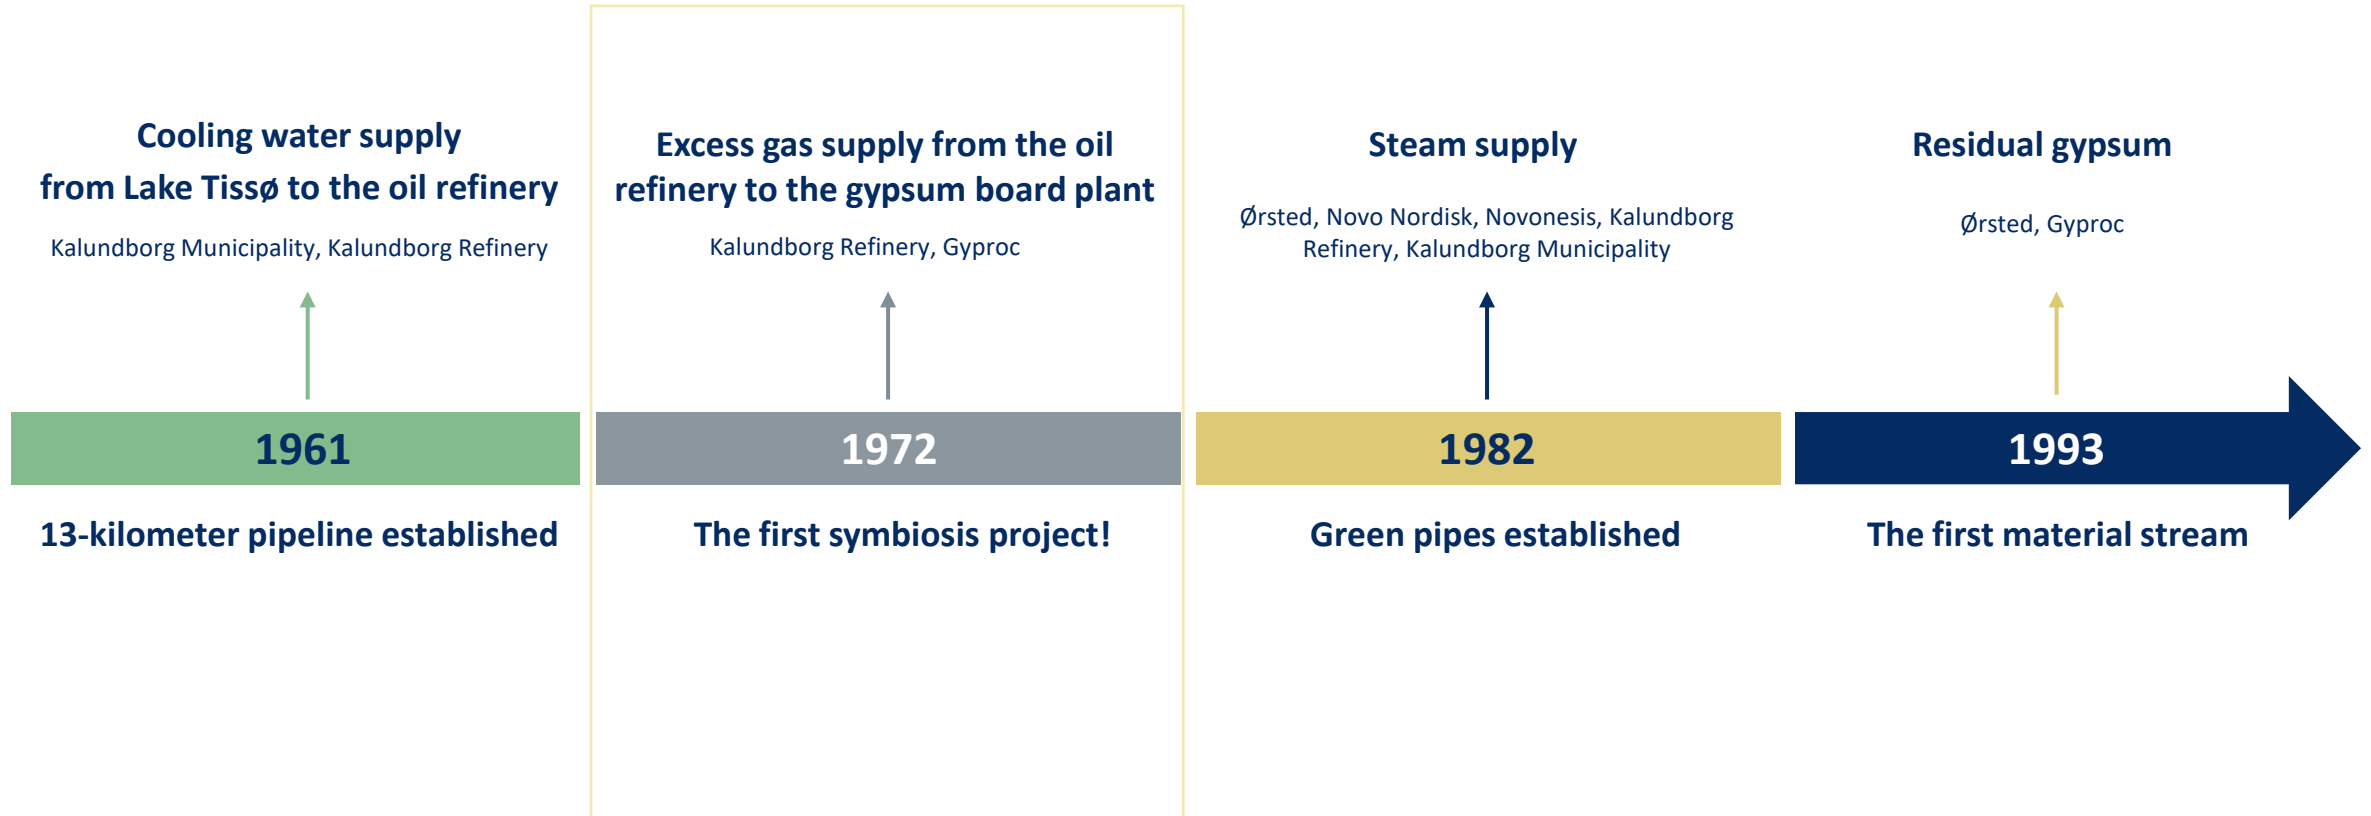 Cooling water supply
from Lake Tissø to the oil refinery
Kalundborg Municipality, Kalundborg Refinery
1961
13-kilometer pipeline established
Excess gas supply from the oil
refinery to the gypsum board plant
Kalundborg Refinery, Gyproc
1972
The first symbiosis project!
Steam supply
Ørsted, Novo Nordisk, Novonesis, Kalundborg
Refinery, Kalundborg Municipality
1982
Green pipes established
Residual gypsum
Ørsted, Gyproc
1993
The first material stream